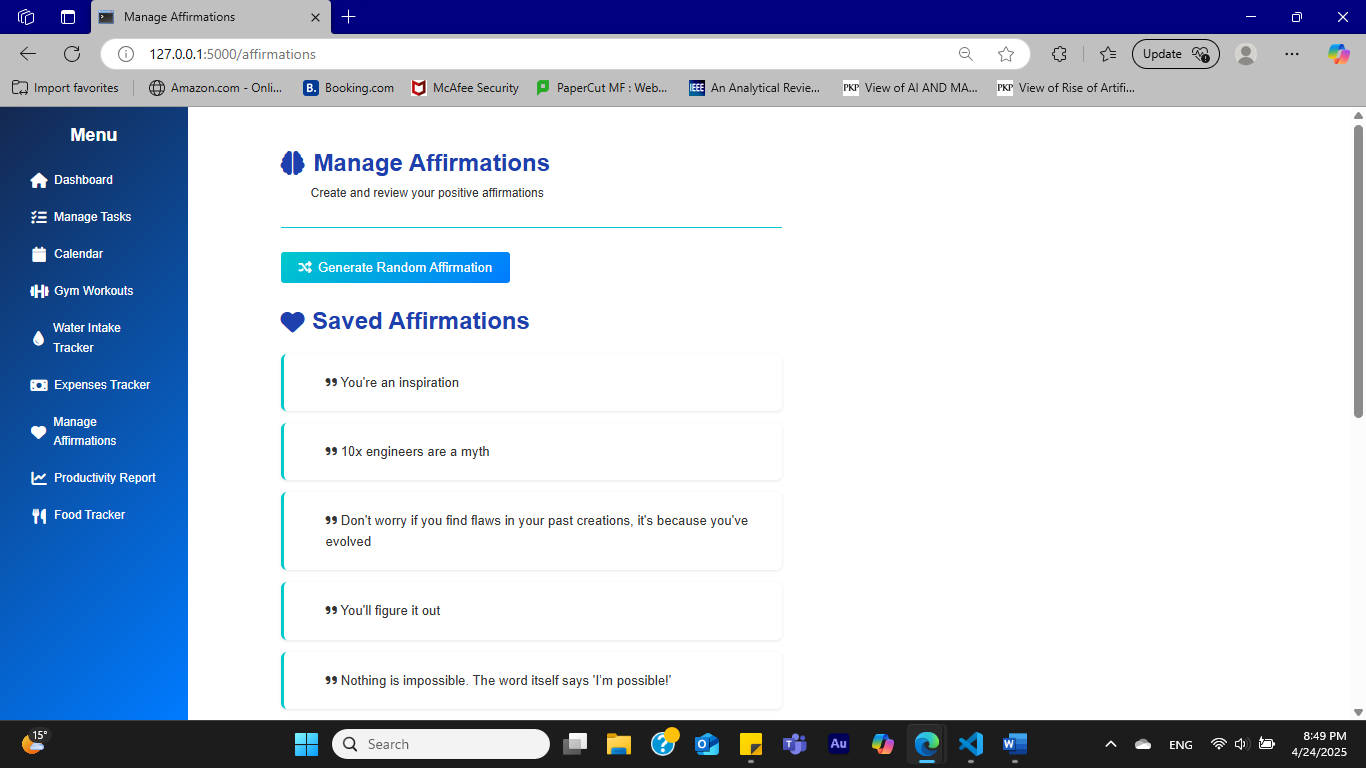 Manage Affirmations
127.0.0.1:5000/affirmations
Update
Import favorites
Amazon.com - Onli...
B.
Booking.com
McAfee Security
PaperCut MF : Web...
IEEE
An Analytical Revie...
PKP
View of AI AND MA...
PKP
View of Rise of Artifi...
Menu
Dashboard
Manage Tasks
Calendar
Gym Workouts
Water Intake
Tracker
Expenses Tracker
Manage
Affirmations
Productivity Report
Food Tracker
Manage Affirmations
Create and review your positive affirmations
Generate Random Affirmation
Saved Affirmations
” You're an inspiration
” 10x engineers are a myth
” Don't worry if you find flaws in your past creations, it's because you've
evolved
” You'll figure it out
” Nothing is impossible. The word itself says 'I'm possible!'
15°
Search
Au
ENG
8:49 PM
4/24/2025